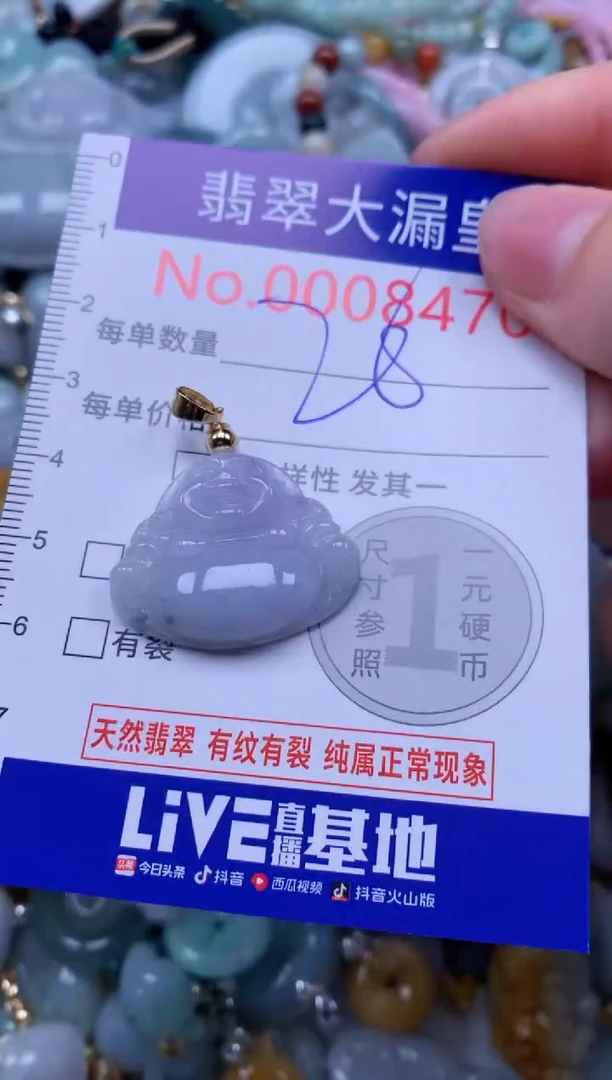 0
1
2
3
4
5
6
7
翡翠大漏
No.000847
28
每单数量
每单价格
样性 发其一
有裂
尺寸参照
1
一元硬币
天然翡翠 有纹有裂 纯属正常现象
LiVE直播基地
今日头条 抖音 西瓜视频 抖音火山版